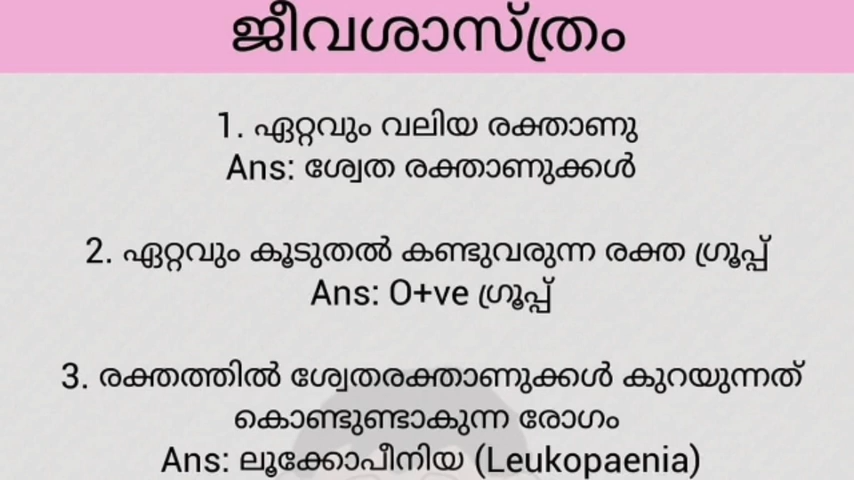 ജീവശാസ്ത്രം
1. ഏറ്റവും വലിയ രക്താണു
Ans: ശ്വേത രക്താണുക്കൾ
2. ഏറ്റവും കൂടുതൽ കണ്ടുവരുന്ന രക്ത ഗ്രൂപ്പ്
Ans: O+ve ഗ്രൂപ്പ്
3. രക്തത്തിൽ ശ്വേതരക്താണുക്കൾ കുറയുന്നത്
കൊണ്ടുണ്ടാകുന്ന രോഗം
Ans: ലൂക്കോപീനിയ (Leukopaenia)